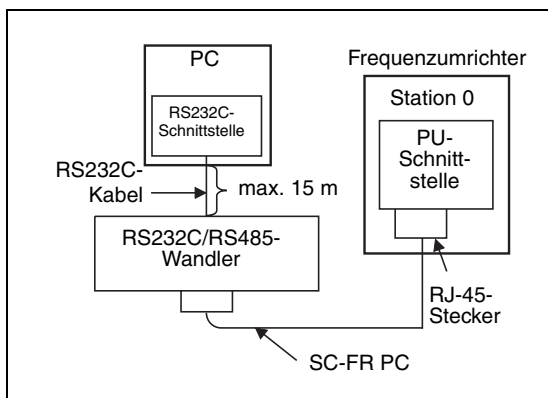 PC
RS232C-
Schnittstelle
RS232C-
Kabel
max. 15 m
RS232C/RS485-
Wandler
Frequenzumrichter
Station 0
PU-
Schnitt-
stelle
RJ-45-
Stecker
SC-FR PC